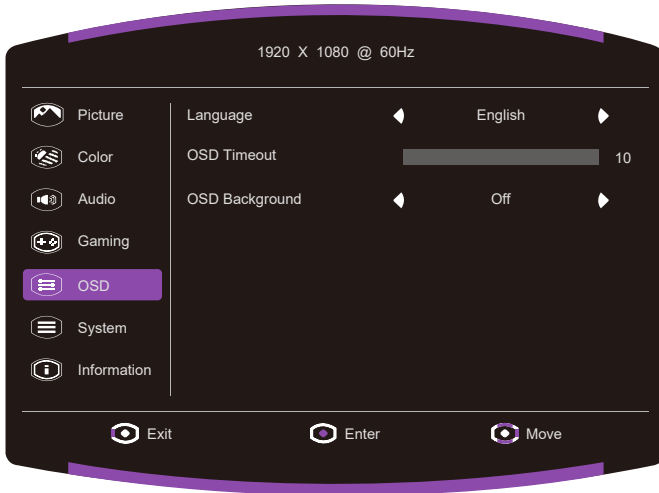 1920 X 1080 @ 60Hz
Picture
Color
Audio
Gaming
OSD
System
Information
Language English
OSD Timeout 10
OSD Background Off
Exit Enter Move